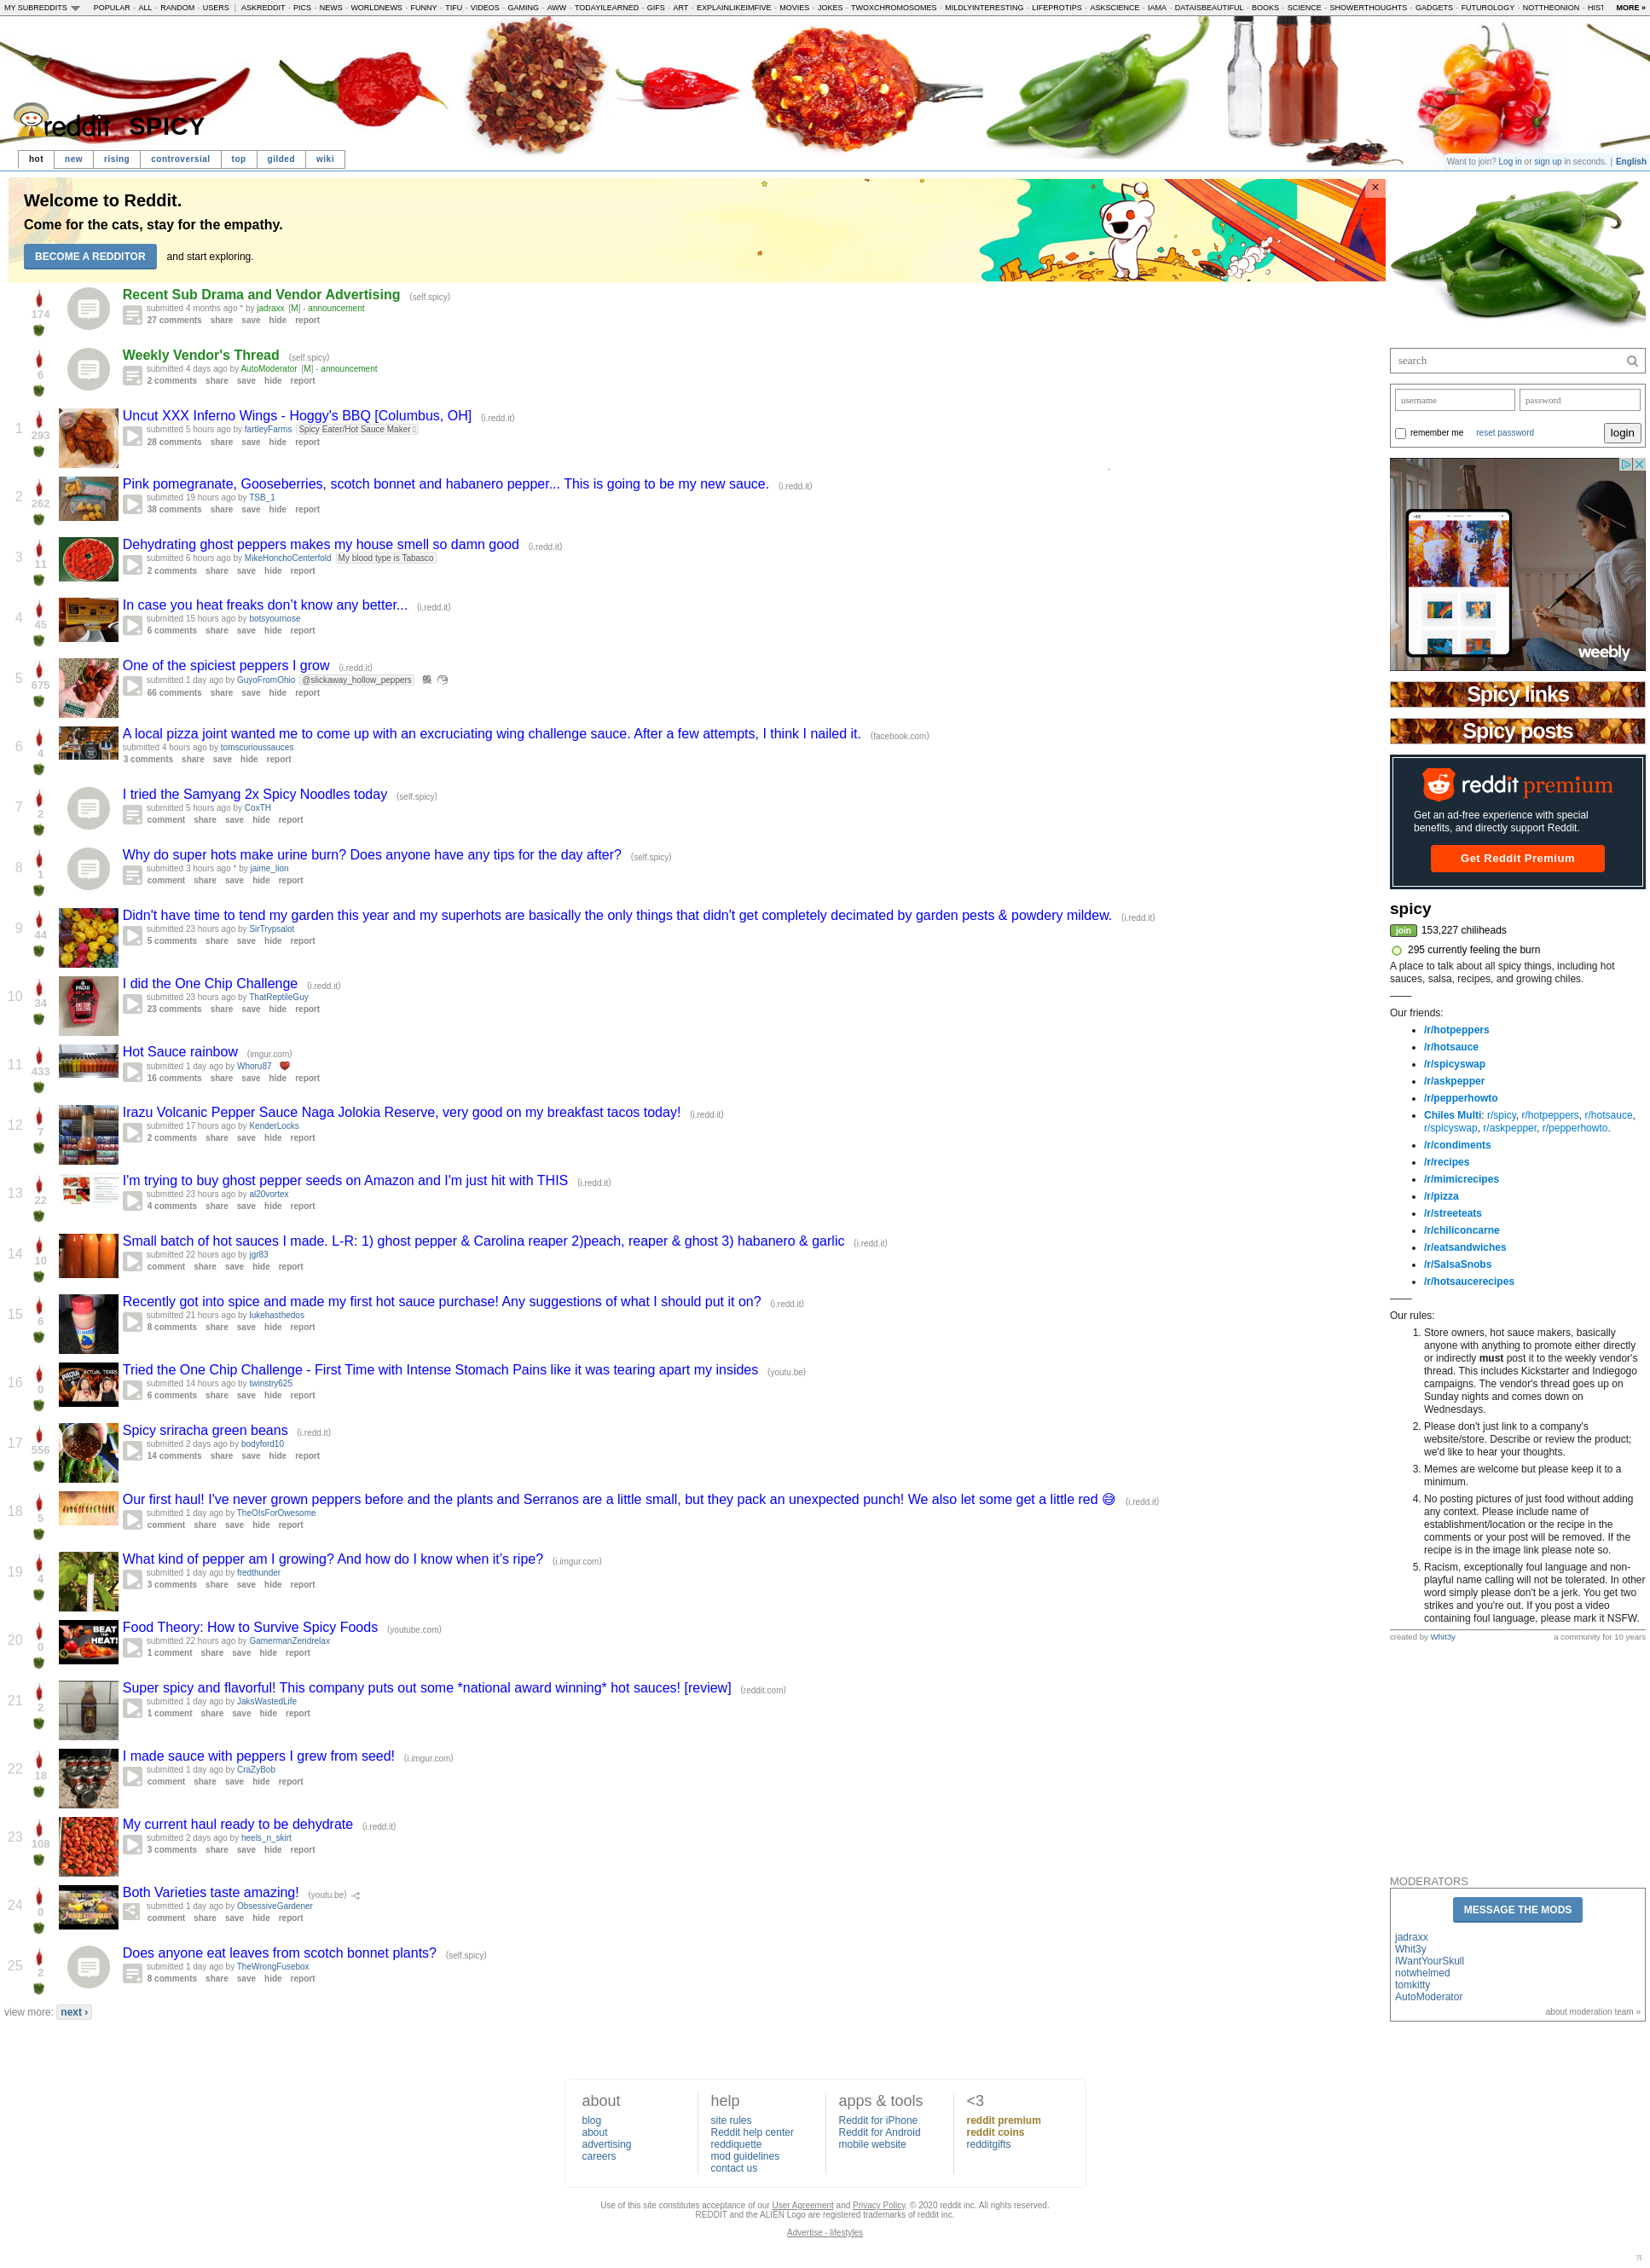 MY SUBREDDITS POPULAR - ALL - RANDOM - USERS | ASKREDDIT - PICS - NEWS - WORLDNEWS - FUNNY - TIFU - VIDEOS - GAMING - AWW - TODAYILEARNED - GIFS - ART - EXPLAINLIKEIMFIVE - MOVIES - JOKES - TWOXCHROMOSOMES - MILDLYINTERESTING - LIFEPROTIPS - ASKSCIENCE - IAMA - DATAISBEAUTIFUL - BOOKS - SCIENCE - SHOWERTHOUGHTS - GADGETS - FUTUROLOGY - NOTTHEONION - HIST MORE »
reddit SPICY
hot new rising top controversial top gilded wiki
Want to join? Log in or sign up in seconds. | English
Welcome to Reddit.
Come for the cats, stay for the empathy.
BECOME A REDDITOR and start exploring.
174
Recent Sub Drama and Vendor Advertising (self.spicy)
submitted 4 months ago * by jadraxx [M] - announcement
27 comments share save hide report
6
Weekly Vendor's Thread (self.spicy)
submitted 4 days ago by AutoModerator [M] - announcement
2 comments share save hide report
1 293
Uncut XXX Inferno Wings - Hoggy's BBQ [Columbus, OH] (i.redd.it)
submitted 5 hours ago by fartleyFarms Spicy Eater/Hot Sauce Maker
28 comments share save hide report
2 262
Pink pomegranate, Gooseberries, scotch bonnet and habanero pepper... This is going to be my new sauce. (i.redd.it)
submitted 19 hours ago by TSB_1
38 comments share save hide report
3 11
Dehydrating ghost peppers makes my house smell so damn good (i.redd.it)
submitted 6 hours ago by MikeHonchoCenterfold My blood type is Tabasco
2 comments share save hide report
4 45
In case you heat freaks don’t know any better... (i.redd.it)
submitted 15 hours ago by botsyournose
6 comments share save hide report
5 675
One of the spiciest peppers I grow (i.redd.it)
submitted 1 day ago by GuyoFromOhio @slickaway_hollow_peppers
66 comments share save hide report
6 4
A local pizza joint wanted me to come up with an excruciating wing challenge sauce. After a few attempts, I think I nailed it. (facebook.com)
submitted 4 hours ago by tomscurioussauces
3 comments share save hide report
7 2
I tried the Samyang 2x Spicy Noodles today (self.spicy)
submitted 5 hours ago by CoxTH
comment share save hide report
8 1
Why do super hots make urine burn? Does anyone have any tips for the day after? (self.spicy)
submitted 3 hours ago * by jaime_lion
comment share save hide report
9 44
Didn't have time to tend my garden this year and my superhots are basically the only things that didn't get completely decimated by garden pests & powdery mildew. (i.redd.it)
submitted 23 hours ago by SirTrypsalot
5 comments share save hide report
10 34
I did the One Chip Challenge (i.redd.it)
submitted 23 hours ago by ThatReptileGuy
23 comments share save hide report
11 433
Hot Sauce rainbow (imgur.com)
submitted 1 day ago by Whoru87
16 comments share save hide report
12 7
Irazu Volcanic Pepper Sauce Naga Jolokia Reserve, very good on my breakfast tacos today! (i.redd.it)
submitted 17 hours ago by KenderLocks
2 comments share save hide report
13 22
I'm trying to buy ghost pepper seeds on Amazon and I'm just hit with THIS (i.redd.it)
submitted 23 hours ago by al20vortex
4 comments share save hide report
14 10
Small batch of hot sauces I made. L-R: 1) ghost pepper & Carolina reaper 2)peach, reaper & ghost 3) habanero & garlic (i.redd.it)
submitted 22 hours ago by jgr83
comment share save hide report
15 6
Recently got into spice and made my first hot sauce purchase! Any suggestions of what I should put it on? (i.redd.it)
submitted 21 hours ago by lukehasthedos
8 comments share save hide report
16 0
Tried the One Chip Challenge - First Time with Intense Stomach Pains like it was tearing apart my insides (youtu.be)
submitted 14 hours ago by twinstry625
6 comments share save hide report
17 556
Spicy sriracha green beans (i.redd.it)
submitted 2 days ago by bodyford10
14 comments share save hide report
18 5
Our first haul! I've never grown peppers before and the plants and Serranos are a little small, but they pack an unexpected punch! We also let some get a little red 😅 (i.redd.it)
submitted 1 day ago by TheOlsForOwesome
comment share save hide report
19 4
What kind of pepper am I growing? And how do I know when it’s ripe? (i.imgur.com)
submitted 1 day ago by fredthunder
3 comments share save hide report
20 0
BEAT THE HEAT!
Food Theory: How to Survive Spicy Foods (youtube.com)
submitted 22 hours ago by GamermanZendrelax
1 comment share save hide report
21 2
Super spicy and flavorful! This company puts out some *national award winning* hot sauces! [review] (reddit.com)
submitted 1 day ago by JaksWastedLife
1 comment share save hide report
22 18
I made sauce with peppers I grew from seed! (i.imgur.com)
submitted 1 day ago by CraZyBob
comment share save hide report
23 108
My current haul ready to be dehydrate (i.redd.it)
submitted 2 days ago by heels_n_skirt
3 comments share save hide report
24 0
Both Varieties taste amazing! (youtu.be)
submitted 1 day ago by ObsessiveGardener
comment share save hide report
25 2
Does anyone eat leaves from scotch bonnet plants? (self.spicy)
submitted 1 day ago by TheWrongFusebox
8 comments share save hide report
view more: next ›
search
username password
remember me reset password login
weebly
Spicy links
Spicy posts
reddit premium
Get an ad-free experience with special
benefits, and directly support Reddit.
Get Reddit Premium
spicy
join 153,227 chiliheads
295 currently feeling the burn
A place to talk about all spicy things, including hot
sauces, salsa, recipes, and growing chiles.
Our friends:
/r/hotpeppers
/r/hotsauce
/r/spicyswap
/r/askpepper
/r/pepperhowto
Chiles Multi: r/spicy, r/hotpeppers, r/hotsauce,
r/spicyswap, r/askpepper, r/pepperhowto.
/r/condiments
/r/recipes
/r/mimicrecipes
/r/pizza
/r/streeteats
/r/chiliconcarne
/r/eatsandwiches
/r/SalsaSnobs
/r/hotsaucerecipes
Our rules:
1. Store owners, hot sauce makers, basically
anyone with anything to promote either directly
or indirectly must post it to the weekly vendor's
thread. This includes Kickstarter and Indiegogo
campaigns. The vendor's thread goes up on
Sunday nights and comes down on
Wednesdays.
2. Please don't just link to a company's
website/store. Describe or review the product;
we'd like to hear your thoughts.
3. Memes are welcome but please keep it to a
minimum.
4. No posting pictures of just food without adding
any context. Please include name of
establishment/location or the recipe in the
comments or your post will be removed. If the
recipe is in the image link please note so.
5. Racism, exceptionally foul language and non-
playful name calling will not be tolerated. In other
word simply please don't be a jerk. You get two
strikes and you're out. If you post a video
containing foul language, please mark it NSFW.
created by Whit3y a community for 10 years
MODERATORS
MESSAGE THE MODS
jadraxx
Whit3y
IWantYourSkull
notwhelmed
tomkitty
AutoModerator
about moderation team »
about
blog
about
advertising
careers
help
site rules
Reddit help center
reddiquette
mod guidelines
contact us
apps & tools
Reddit for iPhone
Reddit for Android
mobile website
<3
reddit premium
reddit coins
redditgifts
Use of this site constitutes acceptance of our User Agreement and Privacy Policy. © 2020 reddit inc. All rights reserved.
REDDIT and the ALIEN Logo are registered trademarks of reddit inc.
Advertise - lifestyles
π